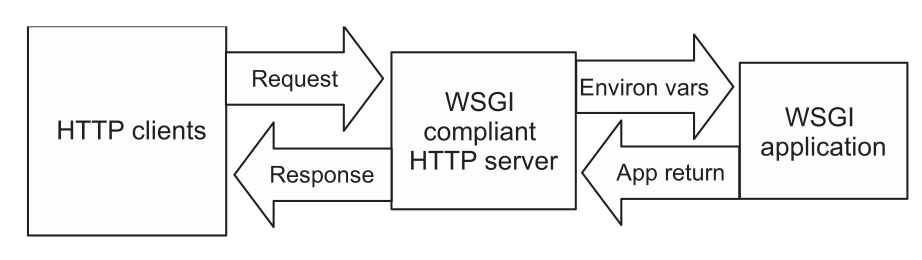 HTTP clients
Request
Response
WSGI
compliant
HTTP server
Environ vars
App return
WSGI
application